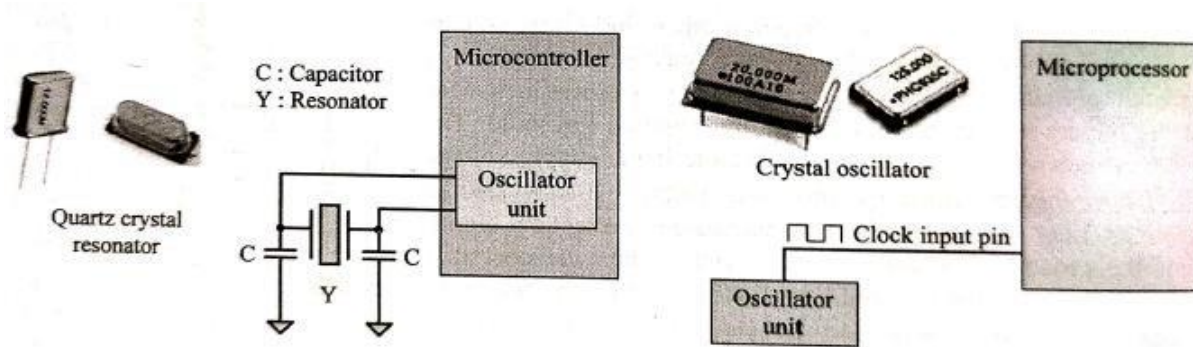 Quartz crystal
resonator
C : Capacitor
Y : Resonator
Microcontroller
Oscillator
unit
C
C
Y
20.000M
Crystal oscillator
Clock input pin
Oscillator
unit
Microprocessor